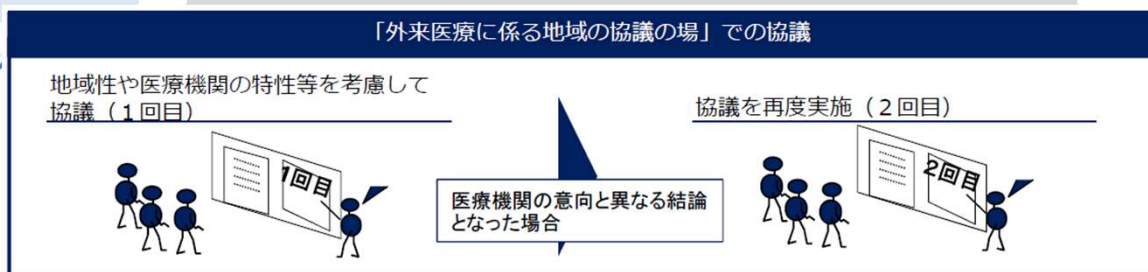 「外来医療に係る地域の協議の場」での協議
地域性や医療機関の特性等を考慮して
協議（１回目）
協議を再度実施（２回目）
1回目
2回目
医療機関の意向と異なる結論
となった場合